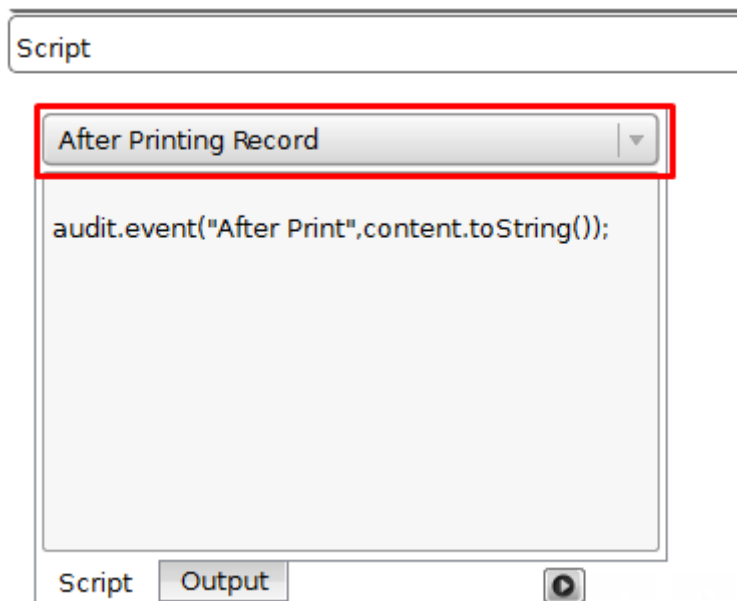 Script
After Printing Record
audit.event("After Print",content.toString());
Script Output